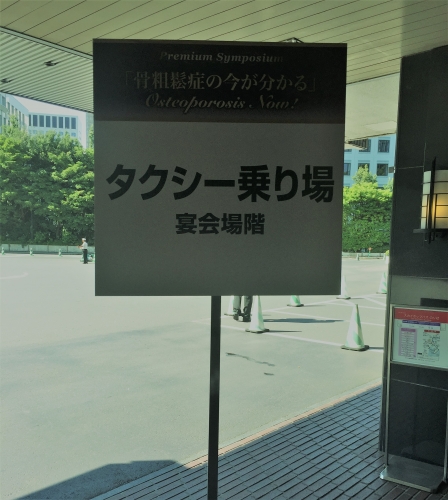 Premium Symposium
「骨粗鬆症の今が分かる」
Osteoporosis Now!
タクシー乗り場
宴会場階